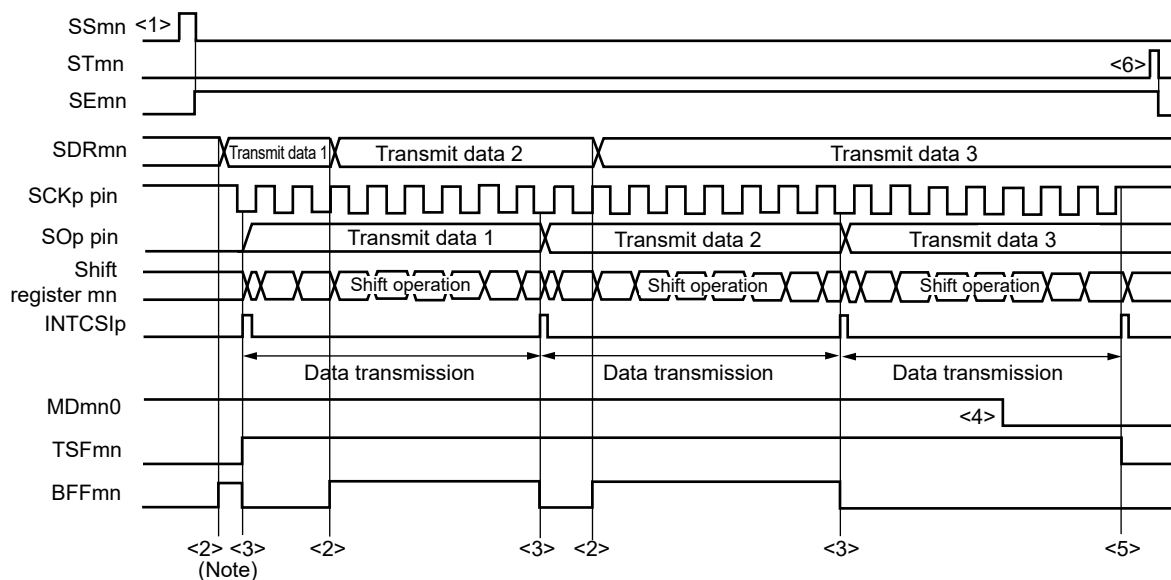 SSmn
<1>
STmn
<6>
SEmn
SDRmn
Transmit data 1
Transmit data 2
Transmit data 3
SCKp pin
SOp pin
Transmit data 1
Transmit data 2
Transmit data 3
Shift
register mn
Shift operation
Shift operation
Shift operation
INTCSIp
Data transmission
Data transmission
Data transmission
MDmn0
<4>
TSFmn
BFFmn
<2> <3> <2> <3> <2> <3> <5>
(Note)